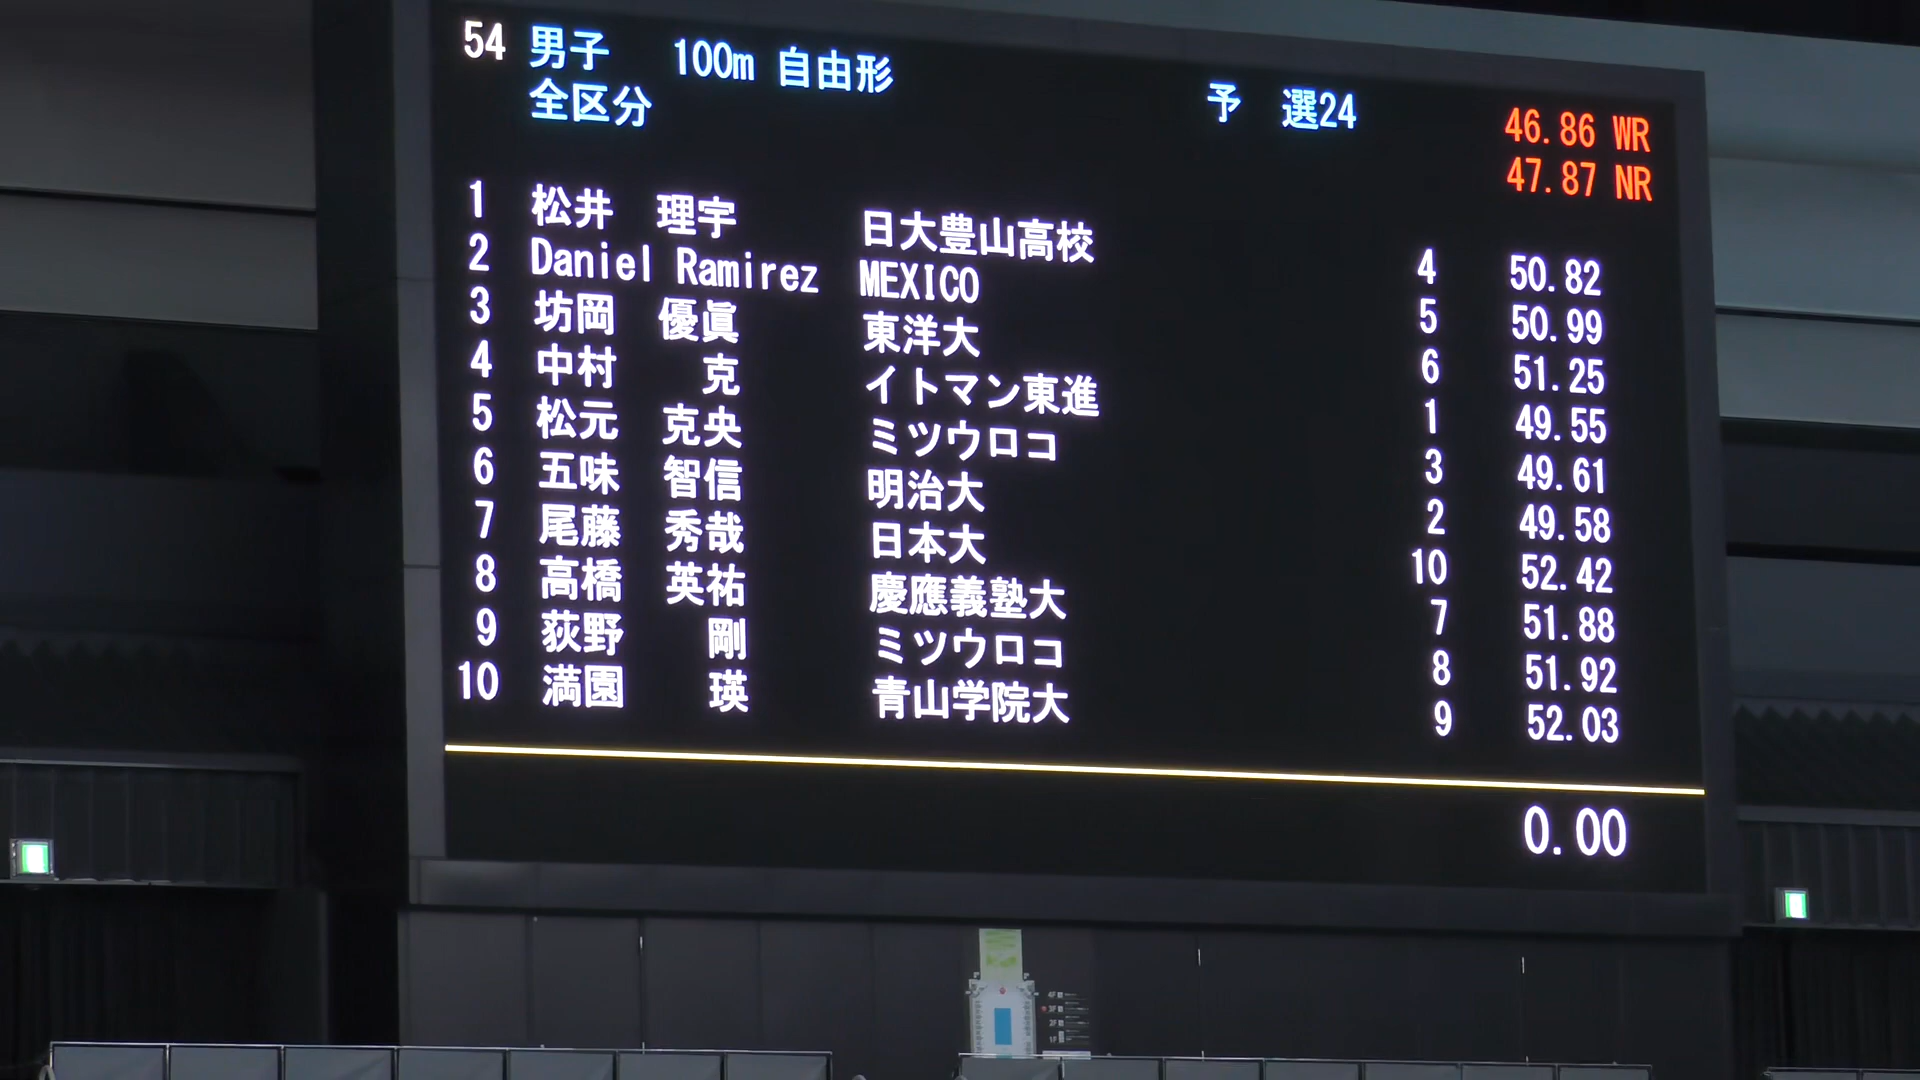 54 男子 100m 自由形 予 選24 46.86 WR
全区分 47.87 NR
1 松井 理宇 日大豊山高校 4 50.82
2 Daniel Ramirez MEXICO 5 50.99
3 坊岡 優眞 東洋大 6 51.25
4 中村 克 イトマン東進 1 49.55
5 松元 克央 ミツウロコ 3 49.61
6 五味 智信 明治大 2 49.58
7 尾藤 秀哉 日本大 10 52.42
8 高橋 英祐 慶應義塾大 7 51.88
9 荻野 剛 ミツウロコ 8 51.92
10 満園 瑛 青山学院大 9 52.03
0.00